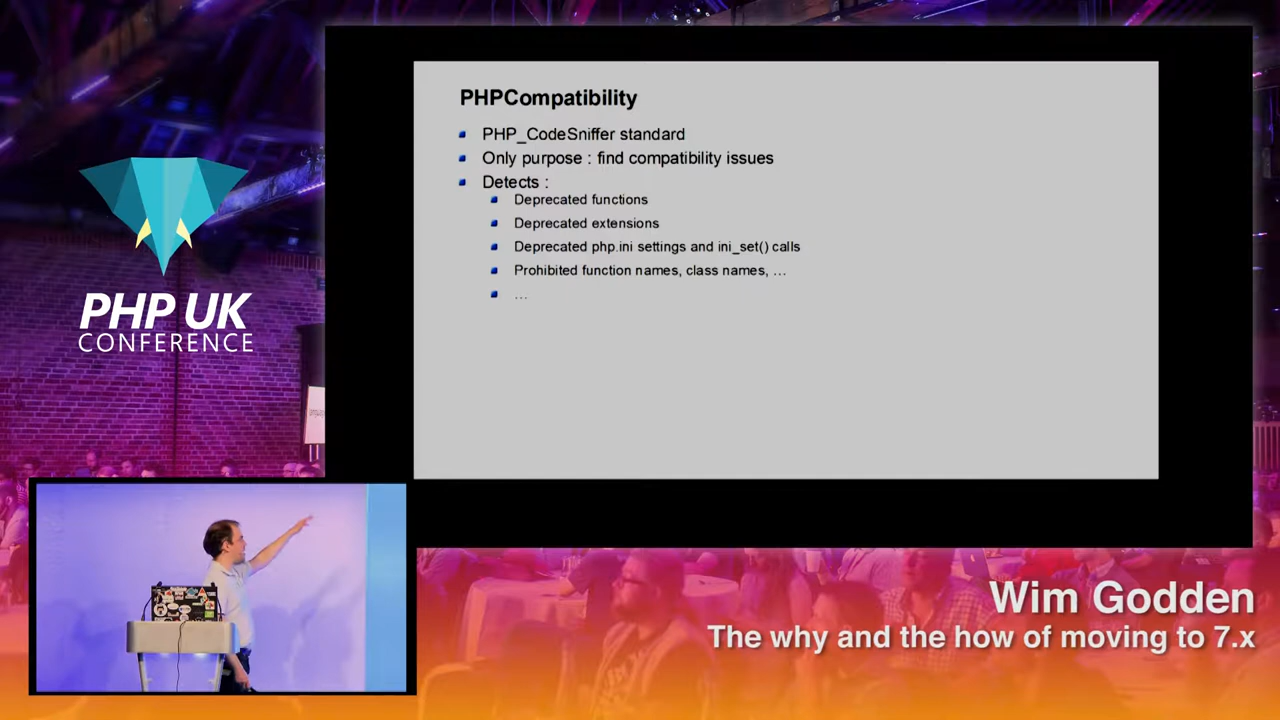 PHPCompatibility
PHP_CodeSniffer standard
Only purpose : find compatibility issues
Detects :
Deprecated functions
Deprecated extensions
Deprecated php.ini settings and ini_set() calls
Prohibited function names, class names, …
…
PHP UK
CONFERENCE
Wim Godden
The why and the how of moving to 7.x